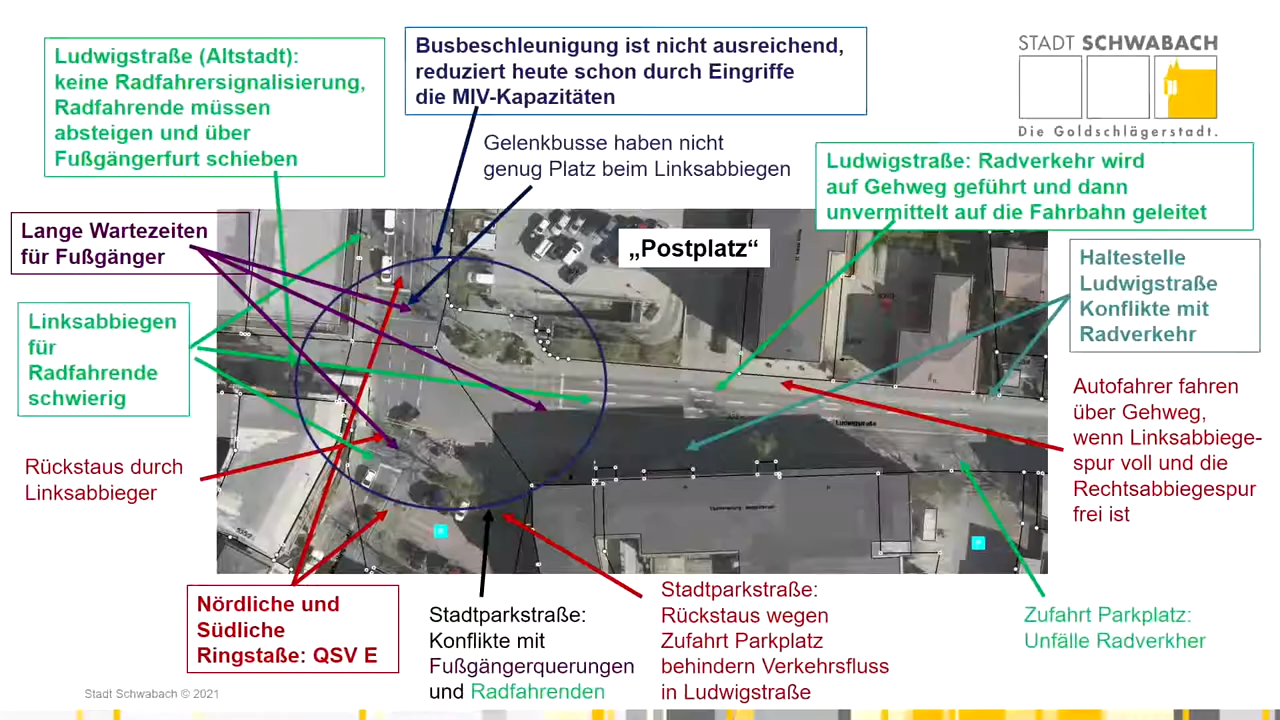 Ludwigstraße (Altstadt):
keine Radfahrersignalisierung,
Radfahrende müssen
absteigen und über
Fußgängerfurt schieben
Busbeschleunigung ist nicht ausreichend,
reduziert heute schon durch Eingriffe
die MIV-Kapazitäten
STADT SCHWABACH
Die Goldschlägerstadt.
Gelenkbusse haben nicht
genug Platz beim Linksabbiegen
Ludwigstraße: Radverkehr wird
auf Gehweg geführt und dann
unvermittelt auf die Fahrbahn geleitet
Lange Wartezeiten
für Fußgänger
„Postplatz“
Haltestelle
Ludwigstraße
Konflikte mit
Radverkehr
Linksabbiegen
für
Radfahrende
schwierig
Autofahrer fahren
über Gehweg,
wenn Linksabbiege-
spur voll und die
Rechtsabbiegespur
frei ist
Ludwigstraße
Rückstaus durch
Linksabbieger
Nördliche und
Südliche
Ringstaße: QSV E
Stadtparkstraße:
Konflikte mit
Fußgängerquerungen
und Radfahrenden
Stadtparkstraße:
Rückstaus wegen
Zufahrt Parkplatz
behindern Verkehrsfluss
in Ludwigstraße
Zufahrt Parkplatz:
Unfälle Radverkher
Stadt Schwabach © 2021